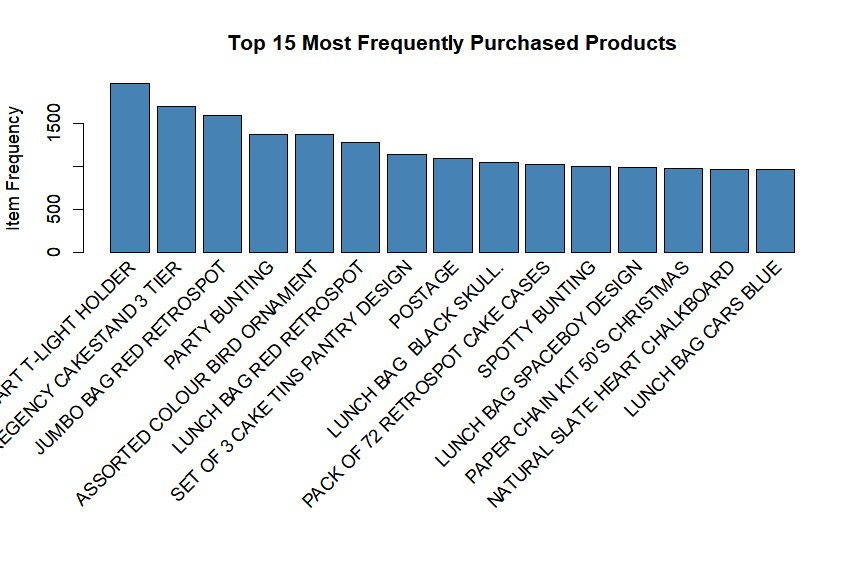 Top 15 Most Frequently Purchased Products
Item Frequency
1500
500
0
T-LIGHT HOLDER
CAKESTAND 3 TIER
JUMBO BAG RED RETROSPOT
PARTY BUNTING
ASSORTED COLOUR BIRD ORNAMENT
LUNCH BAG RED RETROSPOT
SET OF 3 CAKE TINS PANTRY DESIGN
POSTAGE
LUNCH BAG  BLACK SKULL.
PACK OF 72 RETROSPOT CAKE CASES
SPOTTY BUNTING
LUNCH BAG SPACEBOY DESIGN
PAPER CHAIN KIT 50'S CHRISTMAS
NATURAL SLATE HEART CHALKBOARD
LUNCH BAG CARS BLUE